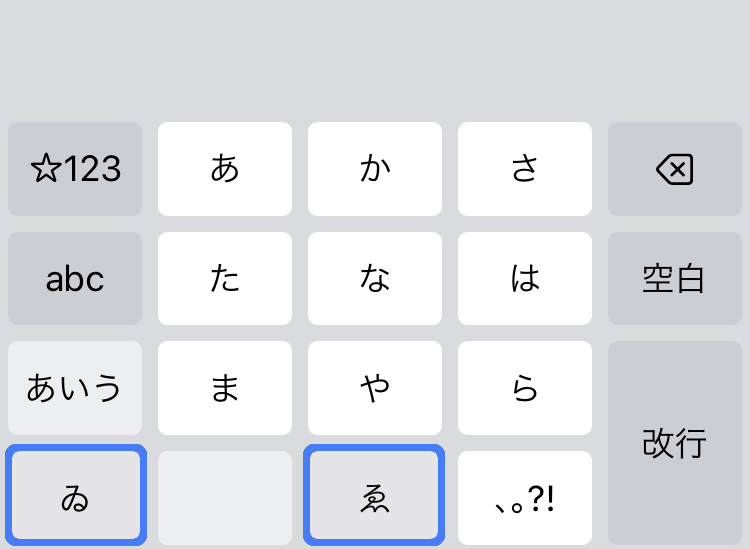 ☆123 あ か さ
abc た な は 空白
あいう ま や ら 改行
ゐ ゑ 、。?!